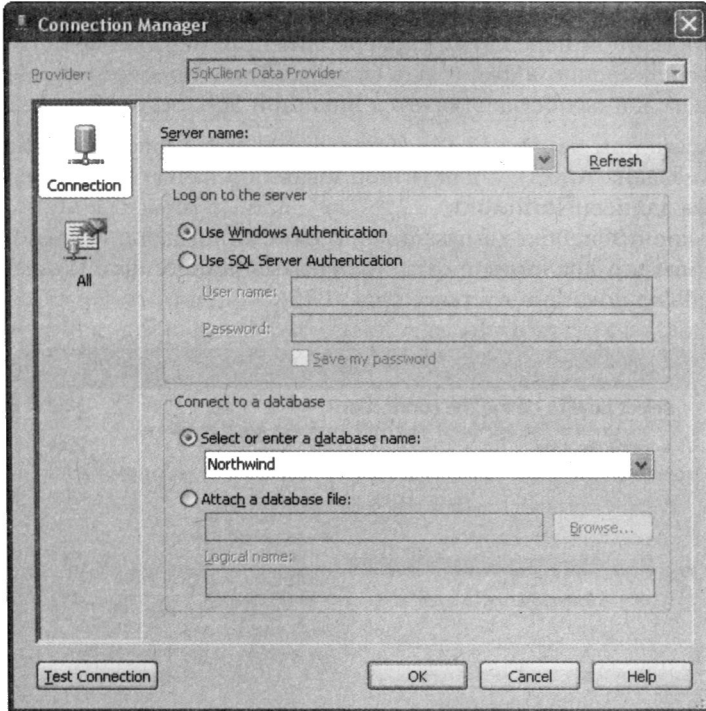 Connection Manager
Provider: SqlClient Data Provider
Connection
All
Server name:
Refresh
Log on to the server
Use Windows Authentication
Use SQL Server Authentication
User name:
Password:
Save my password
Connect to a database
Select or enter a database name:
Northwind
Attach a database file:
Browse...
Logical name:
Test Connection OK Cancel Help